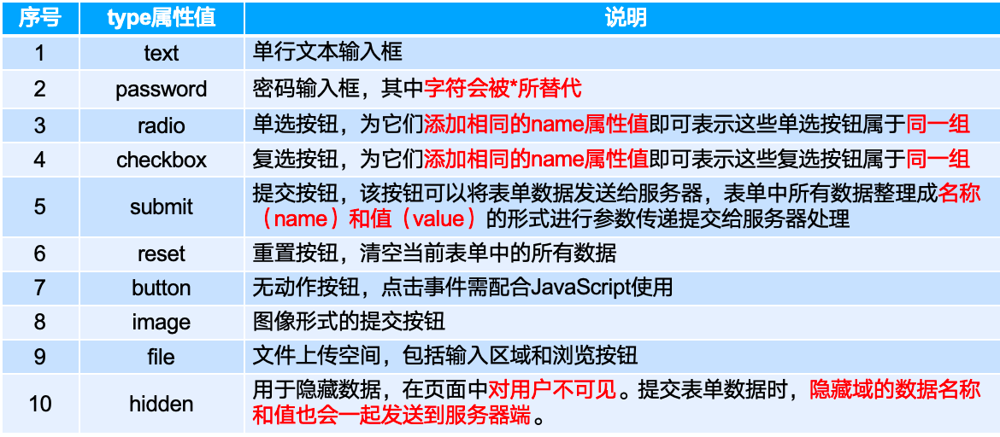 序号 type属性值 说明
1 text 单行文本输入框
2 password 密码输入框，其中字符会被*所替代
3 radio 单选按钮，为它们添加相同的name属性值即可表示这些单选按钮属于同一组
4 checkbox 复选按钮，为它们添加相同的name属性值即可表示这些复选按钮属于同一组
5 submit 提交按钮，该按钮可以将表单数据发送给服务器，表单中所有数据整理成名称
（name）和值（value）的形式进行参数传递提交给服务器处理
6 reset 重置按钮，清空当前表单中的所有数据
7 button 无动作按钮，点击事件需配合JavaScript使用
8 image 图像形式的提交按钮
9 file 文件上传空间，包括输入区域和浏览按钮
10 hidden 用于隐藏数据，在页面中对用户不可见。提交表单数据时，隐藏域的数据名称
和值也会一起发送到服务器端。